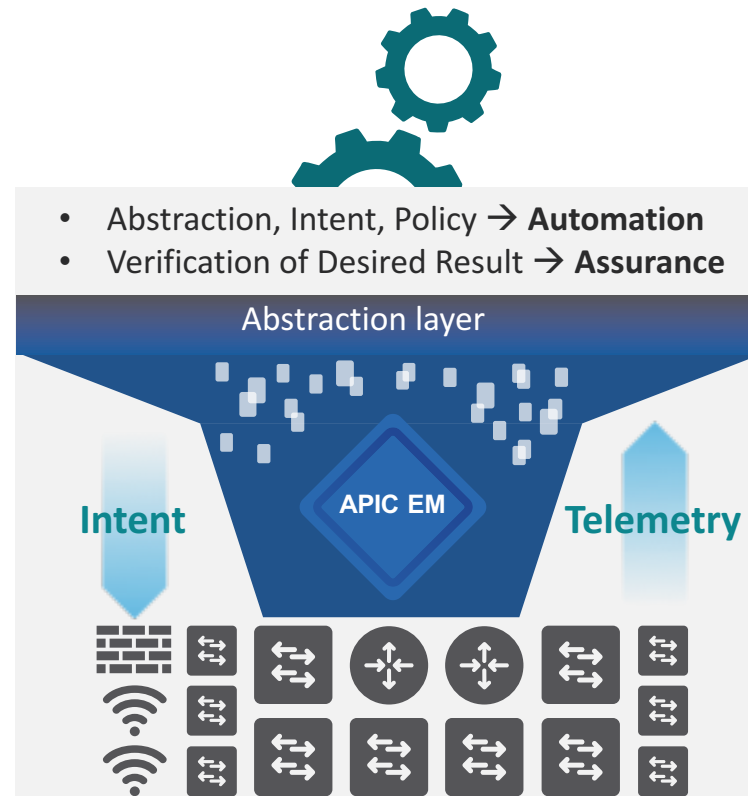 • Abstraction, Intent, Policy → Automation
• Verification of Desired Result → Assurance
Abstraction layer
APIC EM
Intent
Telemetry